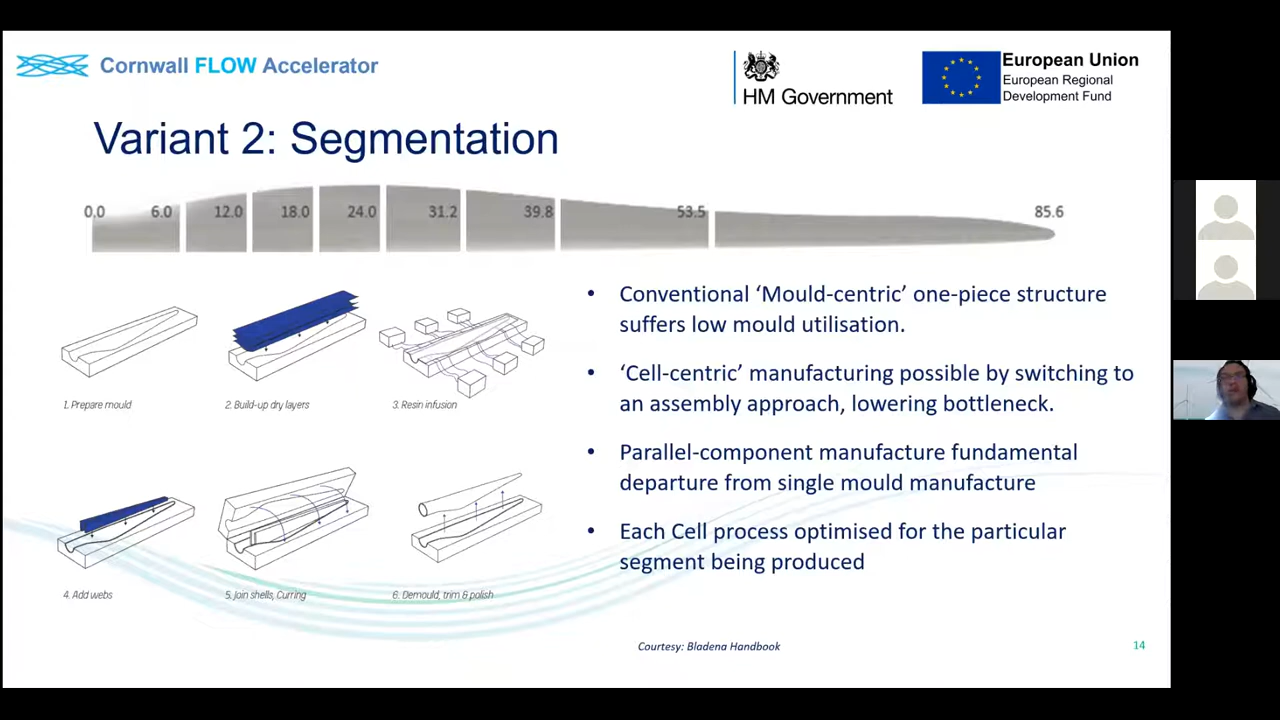 Cornwall FLOW Accelerator
HM Government
European Union
European Regional
Development Fund
Variant 2: Segmentation
0.0 6.0 12.0 18.0 24.0 31.2 39.8 53.5 85.6
1. Prepare mould
2. Build-up dry layers
3. Resin infusion
4. Add webs
5. Join shells, Curring
6. Demould, trim & polish
• Conventional ‘Mould-centric’ one-piece structure
suffers low mould utilisation.
• ‘Cell-centric’ manufacturing possible by switching to
an assembly approach, lowering bottleneck.
• Parallel-component manufacture fundamental
departure from single mould manufacture
• Each Cell process optimised for the particular
segment being produced
Courtesy: Bladena Handbook
14